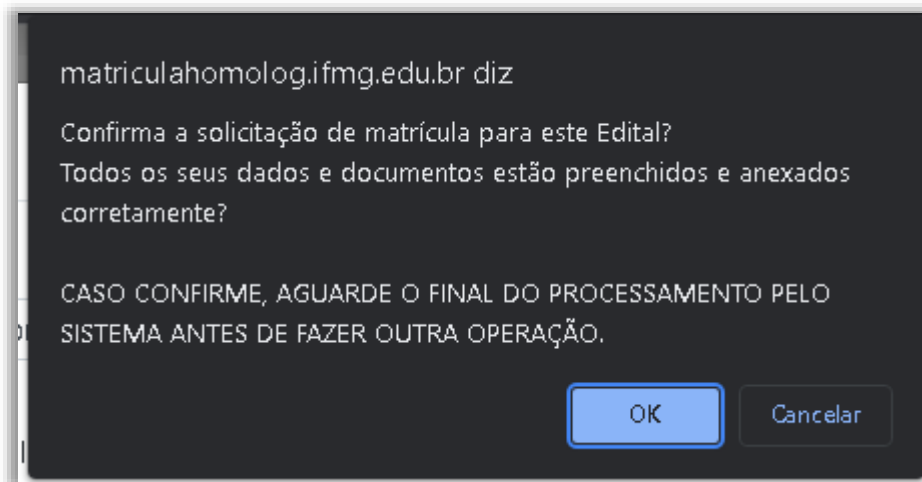 matriculahomolog.ifmg.edu.br diz
Confirma a solicitação de matrícula para este Edital?
Todos os seus dados e documentos estão preenchidos e anexados
corretamente?
CASO CONFIRME, AGUARDE O FINAL DO PROCESSAMENTO PELO
SISTEMA ANTES DE FAZER OUTRA OPERAÇÃO.
OK Cancelar